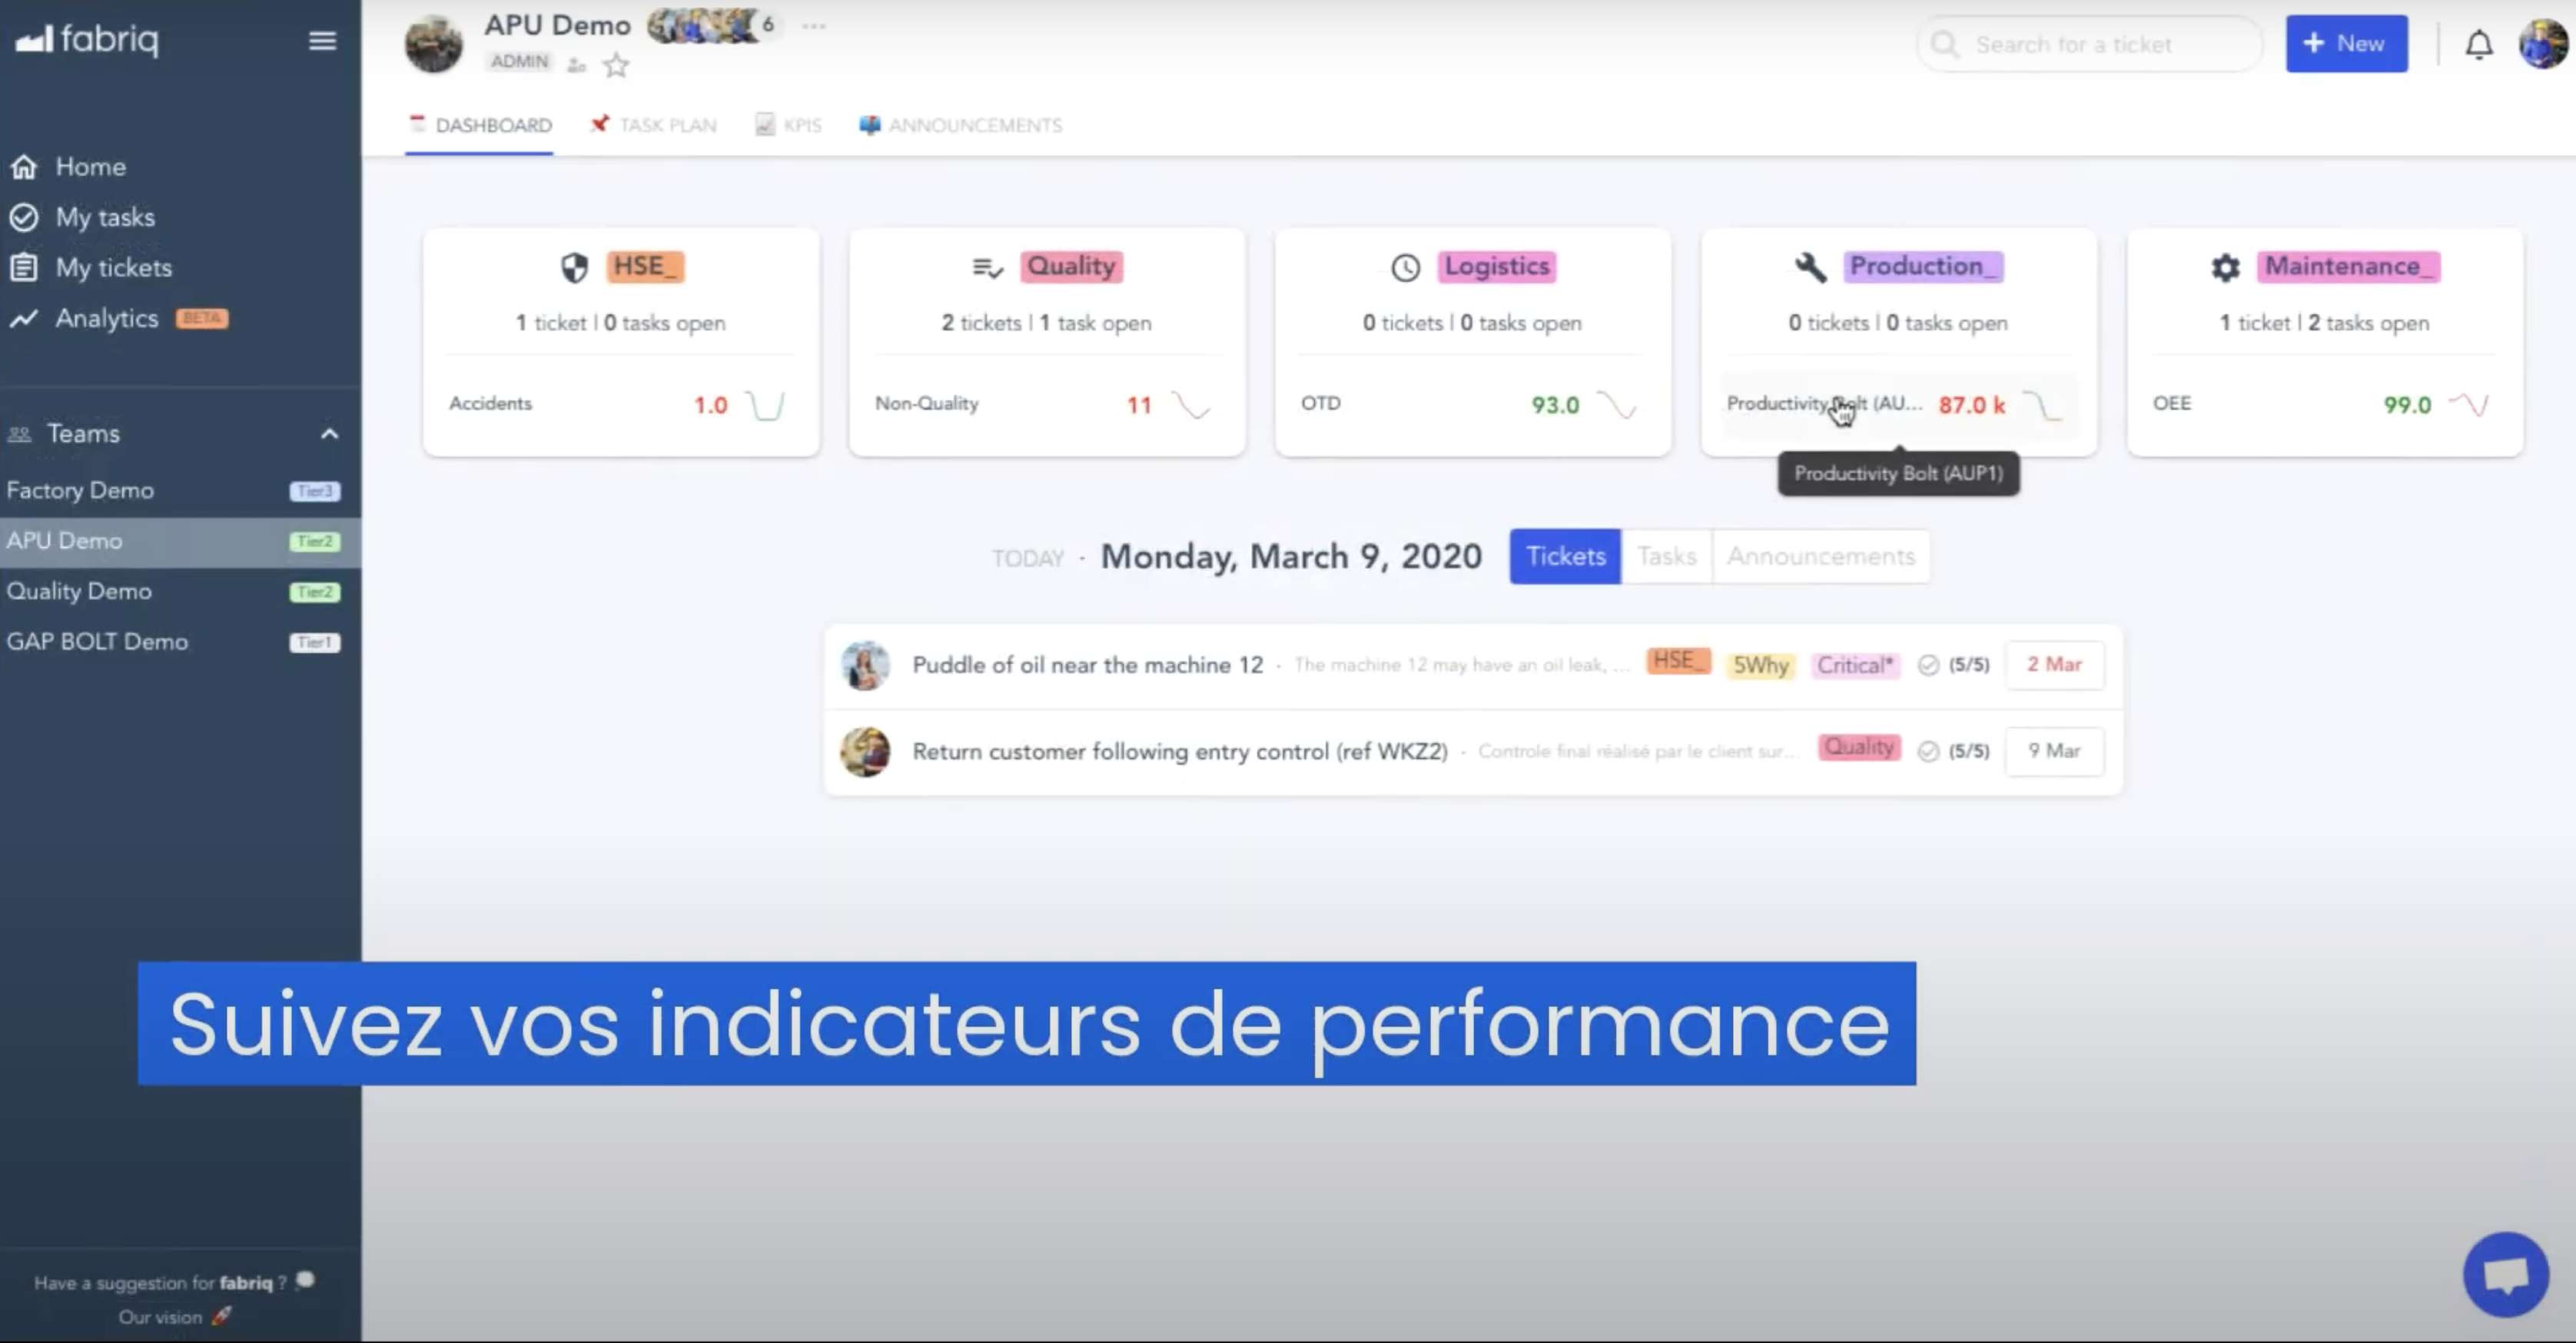 fabriq
Home
My tasks
My tickets
Analytics BETA
Teams
Factory Demo Tier3
APU Demo Tier2
Quality Demo Tier2
GAP BOLT Demo Tier1
Have a suggestion for fabriq ?
Our vision
APU Demo 6 ...
ADMIN
Search for a ticket
+ New
DASHBOARD TASK PLAN KPIS ANNOUNCEMENTS
HSE_
1 ticket | 0 tasks open
Accidents 1.0
Quality
2 tickets | 1 task open
Non-Quality 11
Logistics
0 tickets | 0 tasks open
OTD 93.0
Production_
0 tickets | 0 tasks open
Productivity Bolt (AU... 87.0 k
Productivity Bolt (AUP1)
Maintenance_
1 ticket | 2 tasks open
OEE 99.0
TODAY · Monday, March 9, 2020 Tickets Tasks Announcements
Puddle of oil near the machine 12 · The machine 12 may have an oil leak, ... HSE_ 5Why Critical* (5/5) 2 Mar
Return customer following entry control (ref WKZ2) · Controle final réalisé par le client sur... Quality (5/5) 9 Mar
Suivez vos indicateurs de performance